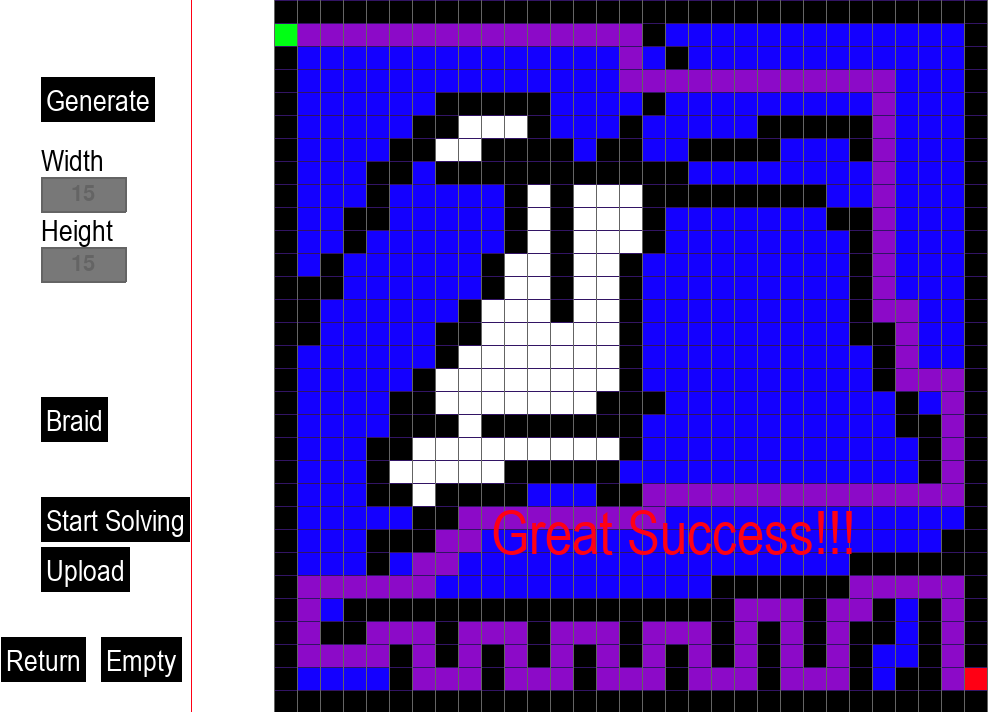 Generate
Width
15
Height
15
Braid
Start Solving
Upload
Return Empty
Great Success!!!